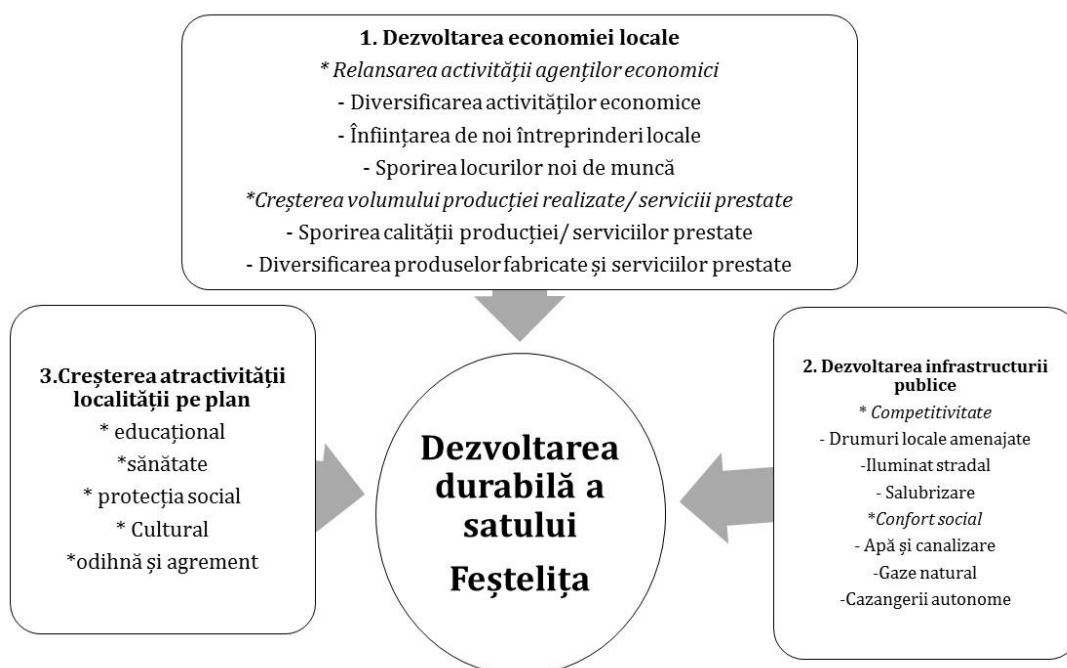 1. Dezvoltarea economiei locale
* Relansarea activității agenților economici
- Diversificarea activităților economice
- Înființarea de noi întreprinderi locale
- Sporirea locurilor noi de muncă
*Creșterea volumului producției realizate/ serviciii prestate
- Sporirea calității producției/ serviciilor prestate
- Diversificarea produselor fabricate și serviciilor prestate
3.Creșterea atractivității
localității pe plan
* educațional
*sănătate
* protecția social
* Cultural
*odihnă și agrement
Dezvoltarea
durabilă a
satului
Feștelița
2. Dezvoltarea infrastructurii
publice
* Competitivitate
- Drumuri locale amenajate
-Iluminat stradal
- Salubrizare
*Confort social
- Apă și canalizare
-Gaze natural
-Cazangerii autonome